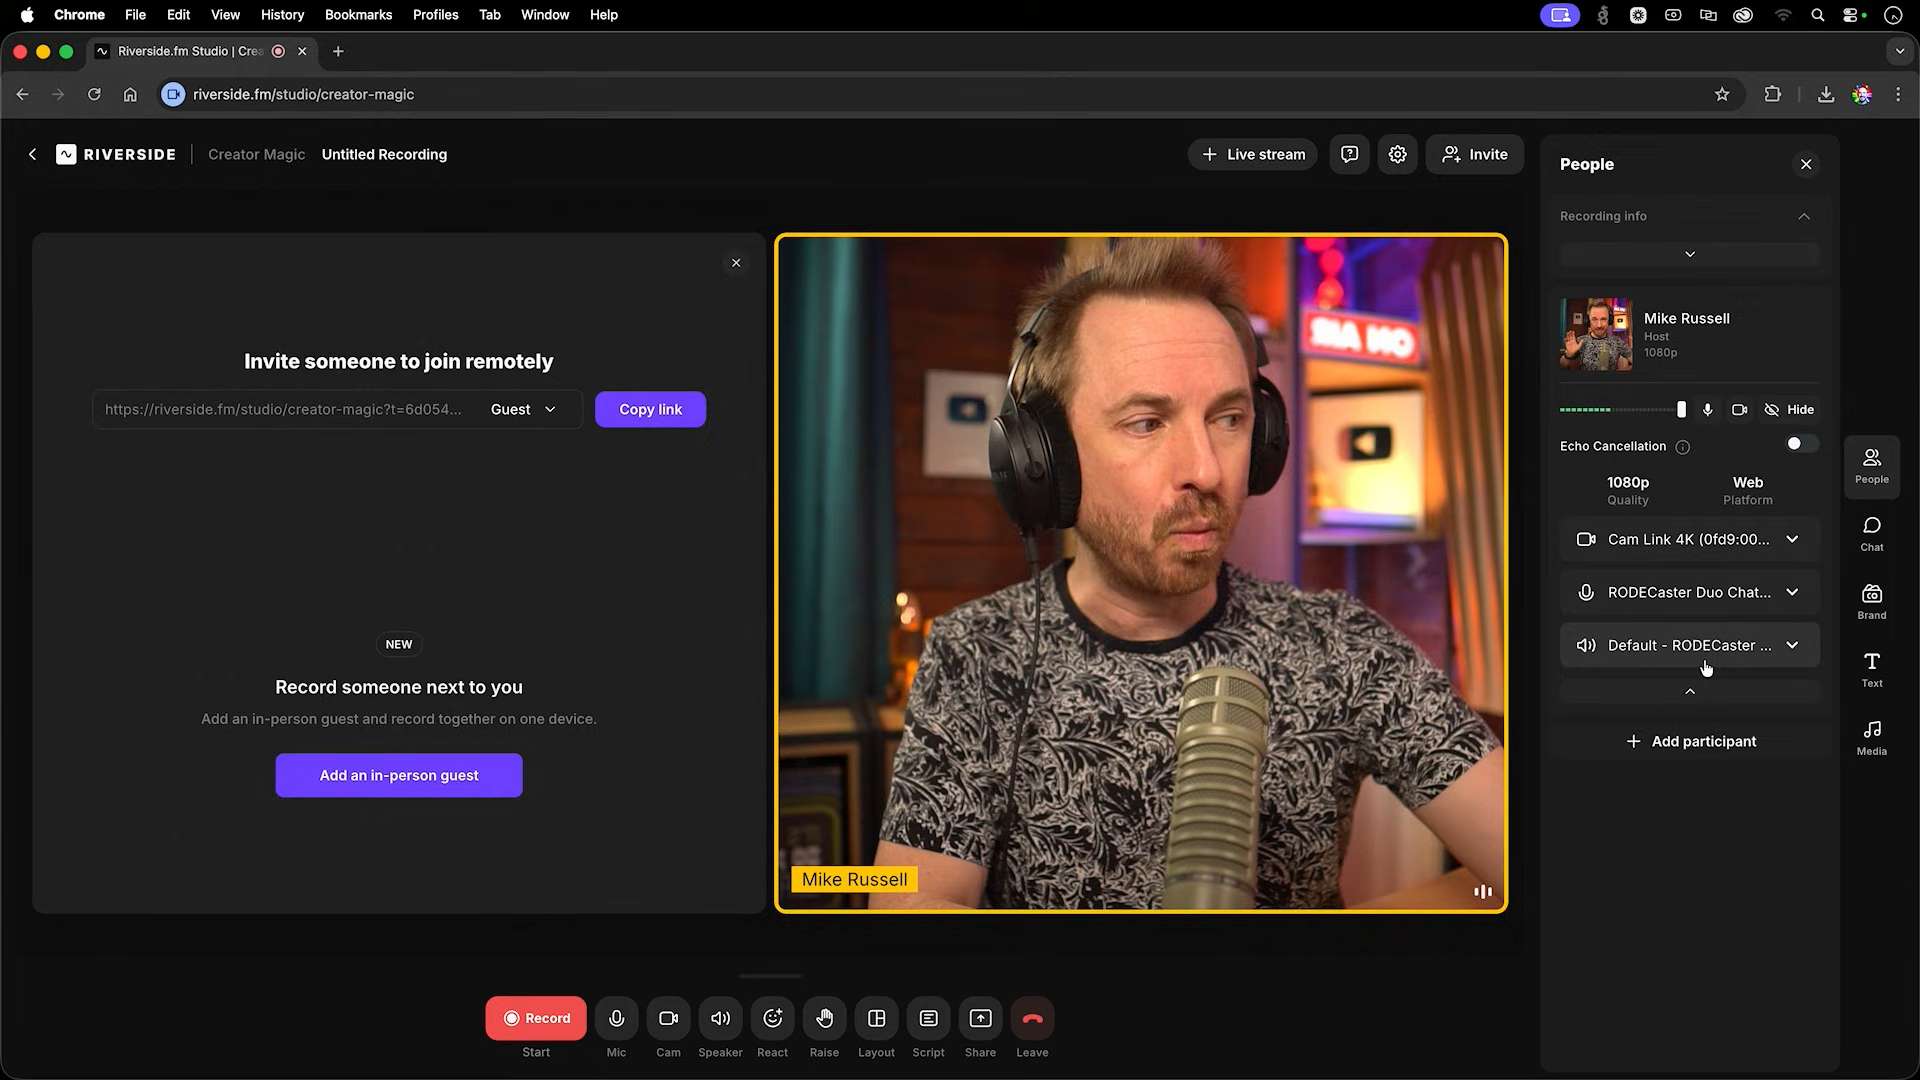 Chrome File Edit View History Bookmarks Profiles Tab Window Help
Riverside.fm Studio | Crea
riverside.fm/studio/creator-magic
RIVERSIDE Creator Magic Untitled Recording
Live stream
Invite
People
Recording info
Mike Russell
Host
1080p
Hide
Echo Cancellation
1080p Web
Quality Platform
Cam Link 4K (0fd9:00...
RODECaster Duo Chat...
Default - RODECaster ...
Add participant
People
Chat
Brand
Text
Media
Invite someone to join remotely
https://riverside.fm/studio/creator-magic?t=6d054... Guest Copy link
NEW
Record someone next to you
Add an in-person guest and record together on one device.
Add an in-person guest
ON AIR
Mike Russell
Record
Start Mic Cam Speaker React Raise Layout Script Share Leave